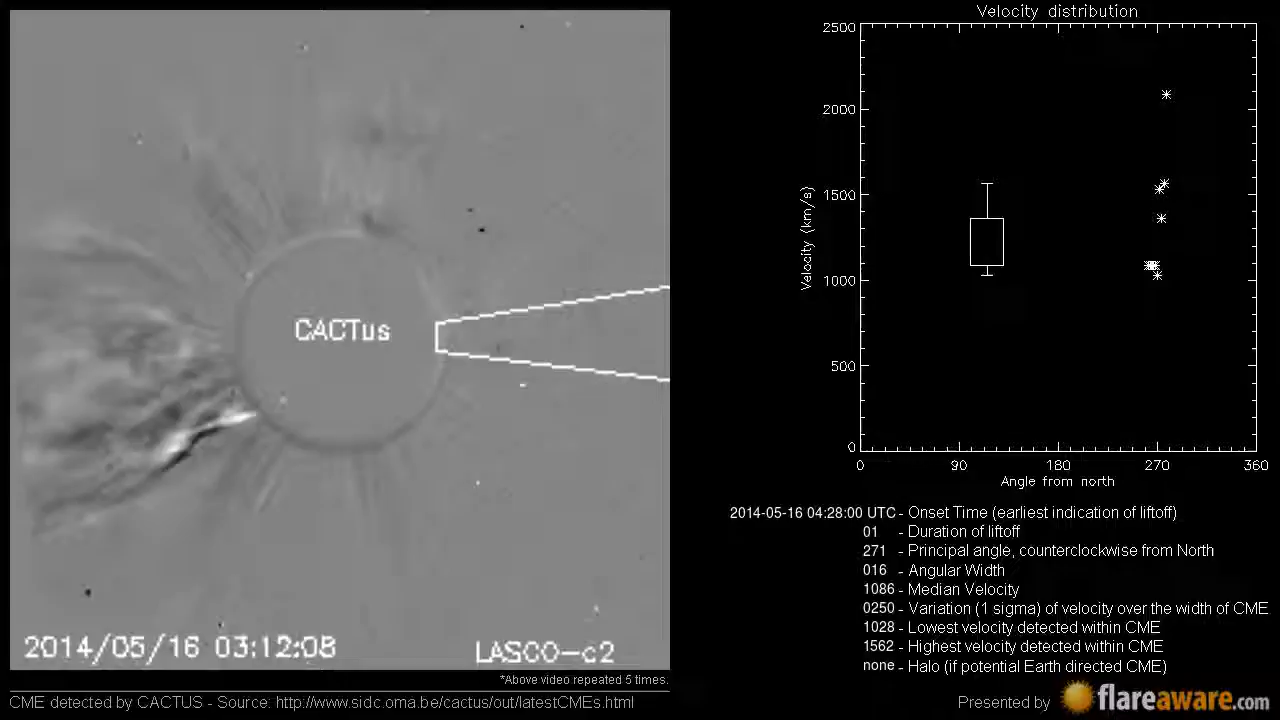 CACTus
2014/05/16 03:12:08
LASCO-c2
*Above video repeated 5 times.
CME detected by CACTUS - Source: http://www.sidc.oma.be/cactus/out/latestCMEs.html
Velocity distribution
Velocity (km/s)
2500
2000
1500
1000
500
0
0 90 180 270 360
Angle from north
2014-05-16 04:28:00 UTC - Onset Time (earliest indication of liftoff)
01 - Duration of liftoff
271 - Principal angle, counterclockwise from North
016 - Angular Width
1086 - Median Velocity
0250 - Variation (1 sigma) of velocity over the width of CME
1028 - Lowest velocity detected within CME
1562 - Highest velocity detected within CME
none - Halo (if potential Earth directed CME)
Presented by flareaware.com